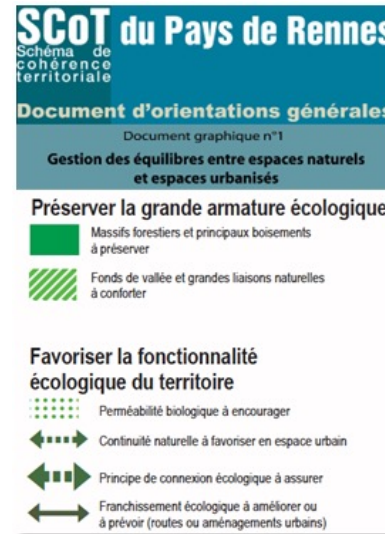 SCoT du Pays de Rennes
Schéma de
cohérence
territoriale
Document d'orientations générales
Document graphique n°1
Gestion des équilibres entre espaces naturels
et espaces urbanisés
Préserver la grande armature écologique
Massifs forestiers et principaux boisements
à préserver
Fonds de vallée et grandes liaisons naturelles
à conforter
Favoriser la fonctionnalité
écologique du territoire
Perméabilité biologique à encourager
Continuité naturelle à favoriser en espace urbain
Principe de connexion écologique à assurer
Franchissement écologique à améliorer ou
à prévoir (routes ou aménagements urbains)